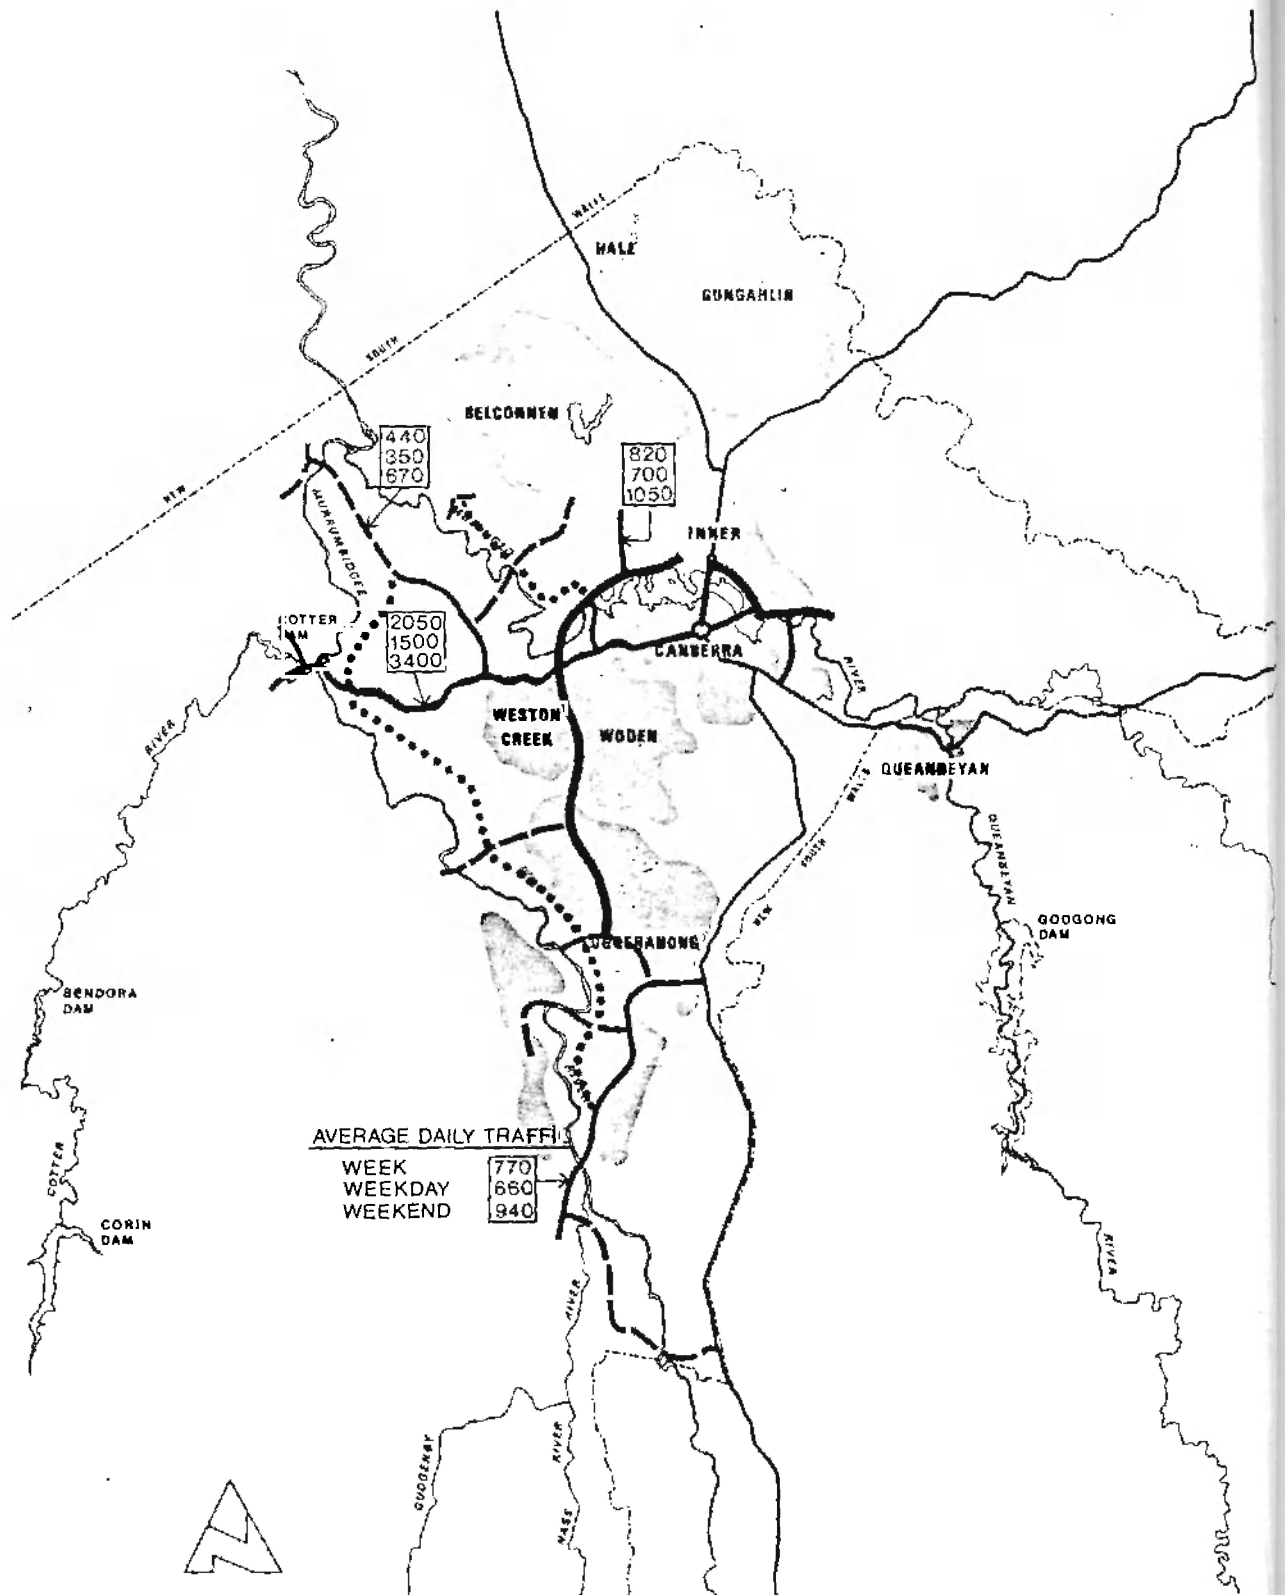 WALES
HALL
GUNGAHLIN
SOUTH
BELCONNEN
440
350
670
820
700
1050
NEW
MURRUMBIDGEE
INNER
OTTER
2050
1500
3400
CANBERRA
RIVER
RIVER
WESTON
CREEK
WODEN
QUEANBEYAN
WALES
SOUTH
QUEANBEYAN
NEW
GOOGONG
DAM
BENDORA
DAM
AVERAGE DAILY TRAFFI
WEEK 770
WEEKDAY 660
WEEKEND 940
COTTER
CORIN
DAM
RIVER
RIVER
GUDGENBY
RIVER
NASS